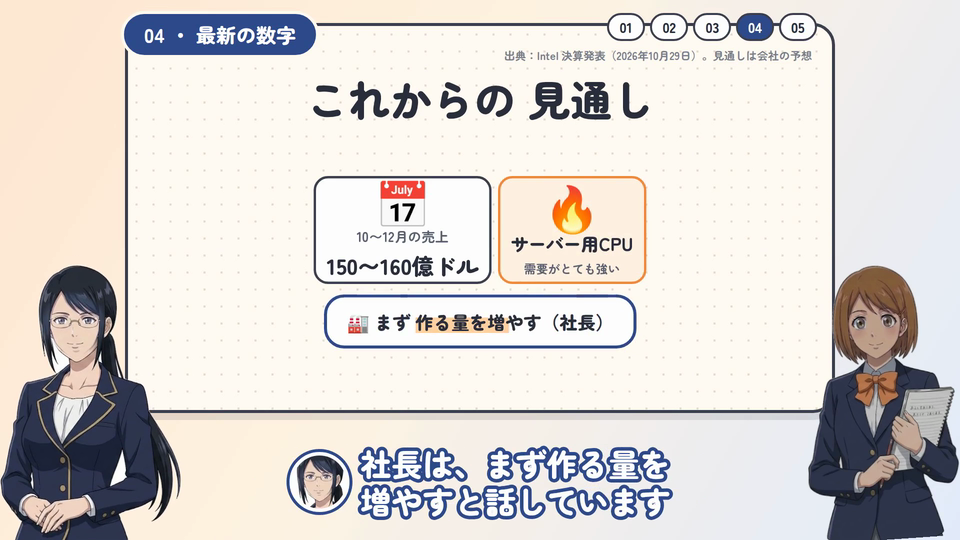 04 ・ 最新の数字
01 02 03 04 05
出典：Intel 決算発表（2026年10月29日）。見通しは会社の予想
これからの 見通し
July
17
10〜12月の売上
150〜160億ドル
サーバー用CPU
需要がとても強い
まず 作る量を増やす（社長）
社長は、まず作る量を
増やすと話しています